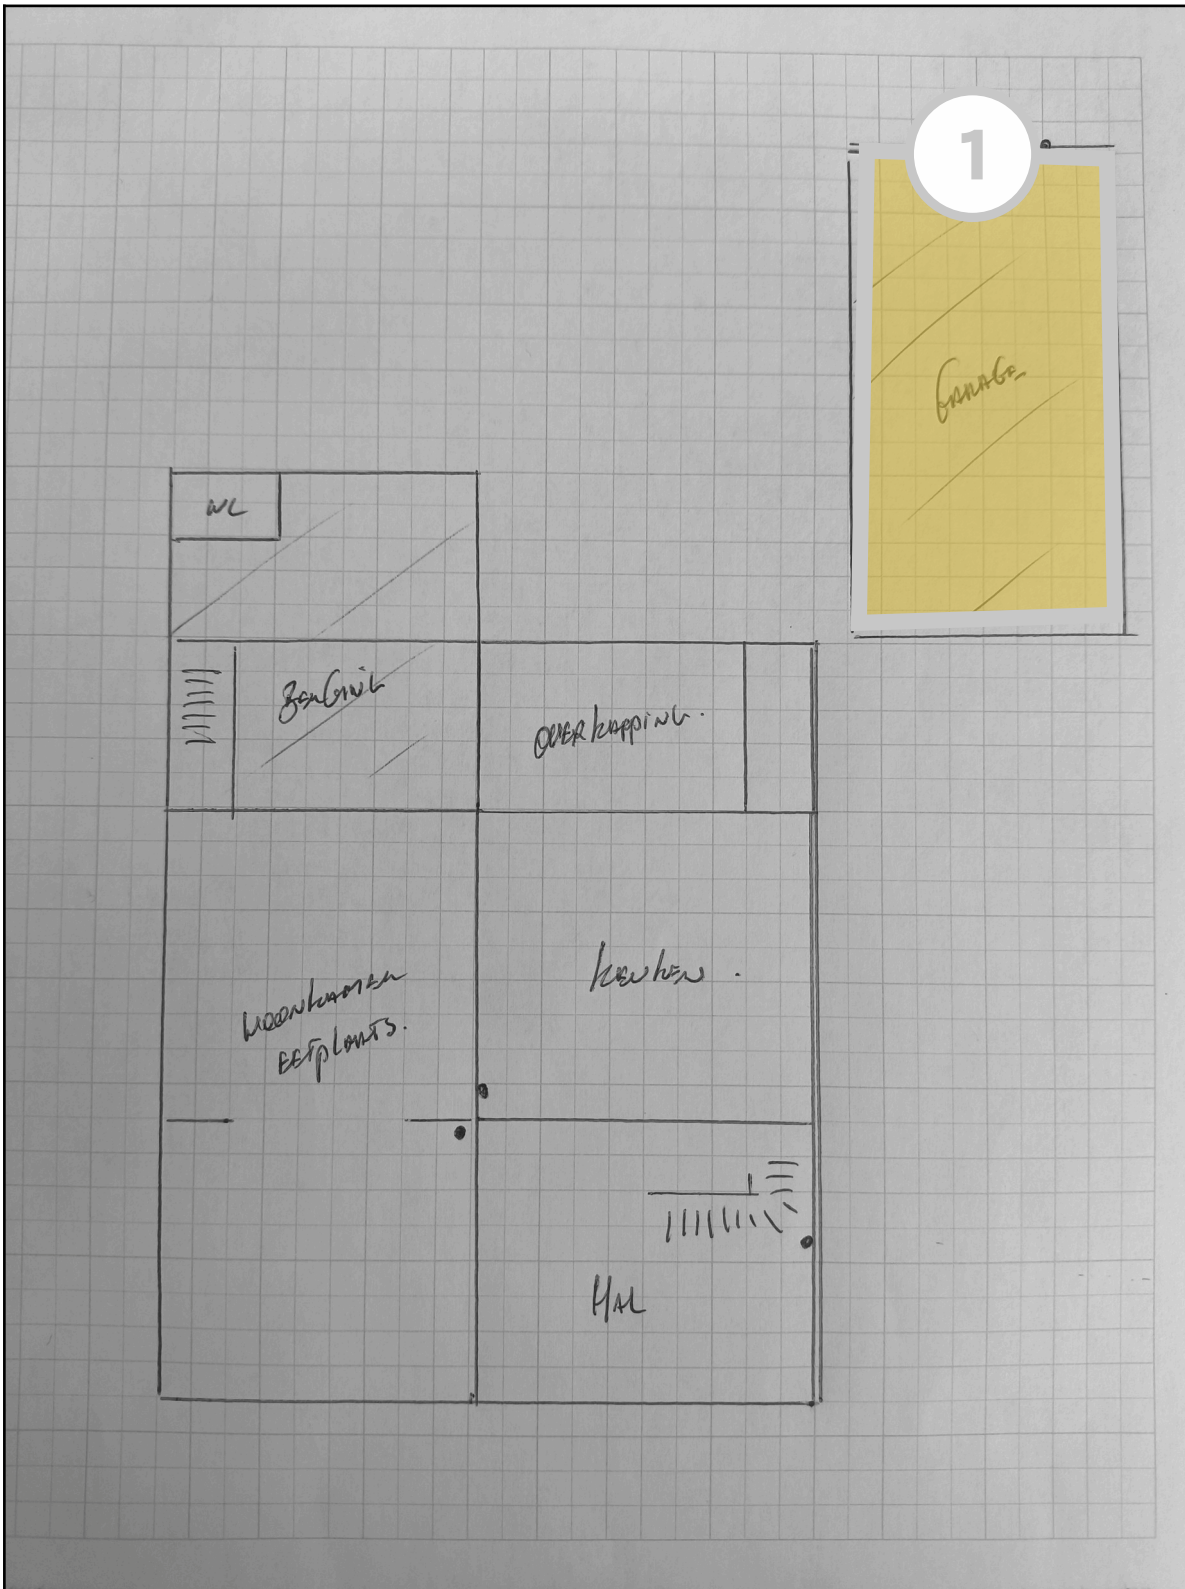 1
GARAGE
WC
BERGING
OVERKAPPING.
KEUKEN.
WOONKAMER
EETPLAATS.
HAL